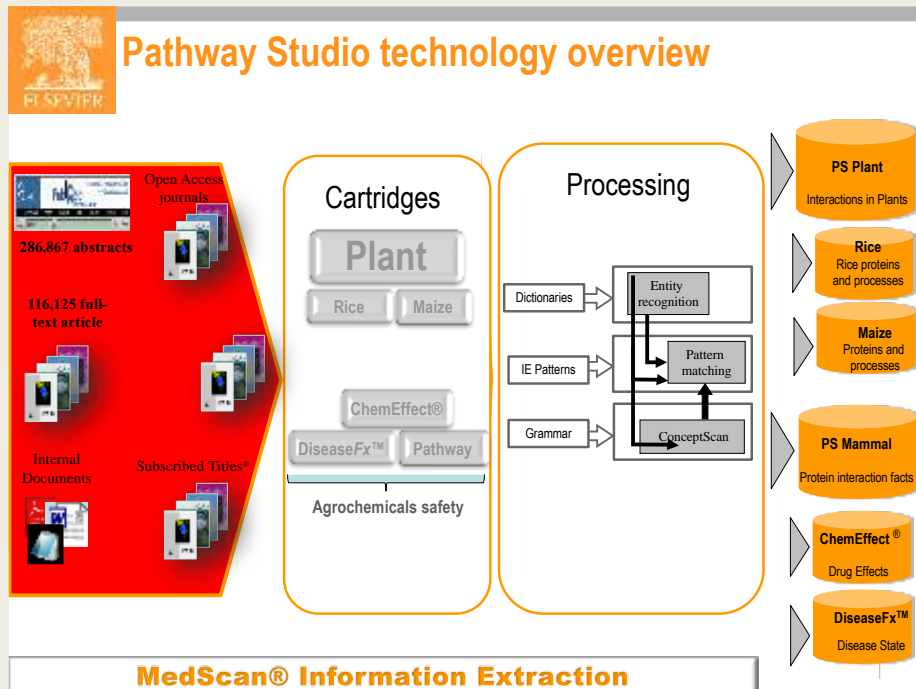 ELSEVIER
Pathway Studio technology overview
Open Access
journals
286,867 abstracts
116,125 full-
text article
Internal
Documents
Subscribed Titles*
Cartridges
Plant
Rice
Maize
ChemEffect®
DiseaseFx™
Pathway
Agrochemicals safety
Processing
Dictionaries
Entity
recognition
IE Patterns
Pattern
matching
Grammar
ConceptScan
PS Plant
Interactions in Plants
Rice
Rice proteins
and processes
Maize
Proteins and
processes
PS Mammal
Protein interaction facts
ChemEffect ®
Drug Effects
DiseaseFx™
Disease State
MedScan® Information Extraction